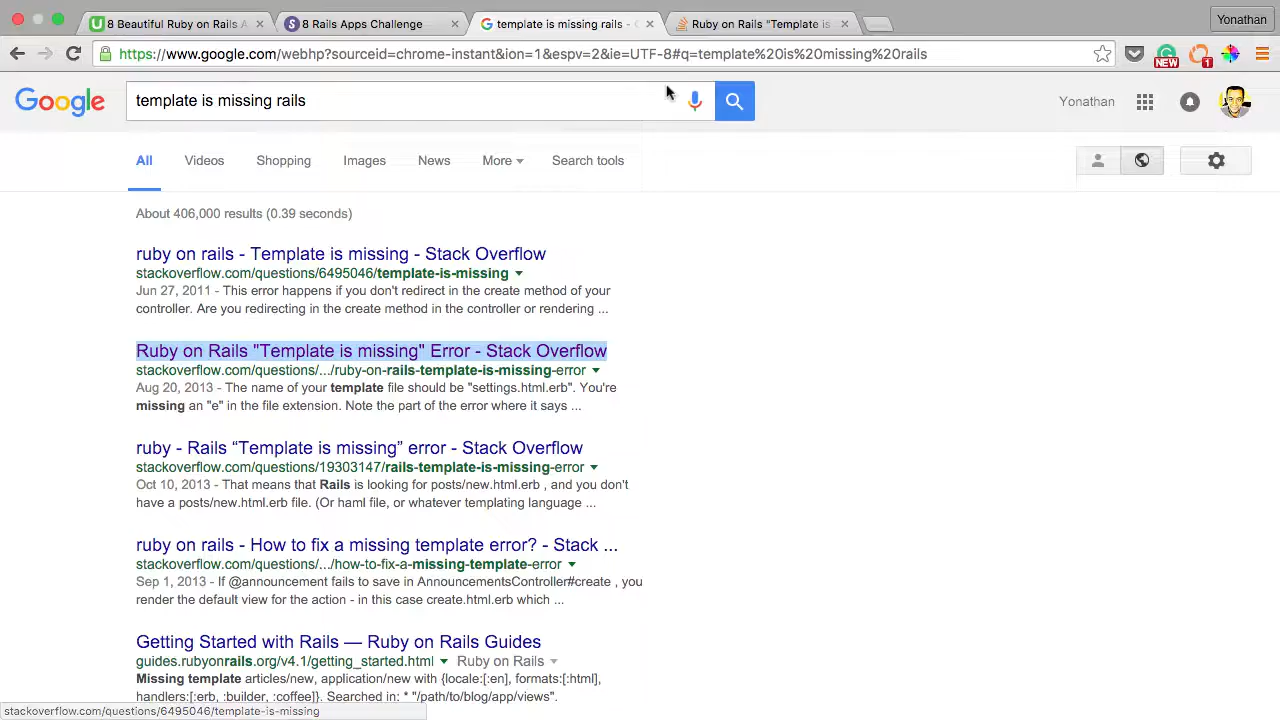 8 Beautiful Ruby on Rails A
8 Rails Apps Challenge
template is missing rails -
Ruby on Rails “Template is
Yonathan
https://www.google.com/webhp?sourceid=chrome-instant&ion=1&espv=2&ie=UTF-8#q=template%20is%20missing%20rails
NEW
1
Google
template is missing rails
Yonathan
All
Videos
Shopping
Images
News
More
Search tools
About 406,000 results (0.39 seconds)
ruby on rails - Template is missing - Stack Overflow
stackoverflow.com/questions/6495046/template-is-missing
Jun 27, 2011 - This error happens if you don't redirect in the create method of your
controller. Are you redirecting in the create method in the controller or rendering ...
Ruby on Rails "Template is missing" Error - Stack Overflow
stackoverflow.com/questions/.../ruby-on-rails-template-is-missing-error
Aug 20, 2013 - The name of your template file should be "settings.html.erb". You're
missing an "e" in the file extension. Note the part of the error where it says ...
ruby - Rails “Template is missing” error - Stack Overflow
stackoverflow.com/questions/19303147/rails-template-is-missing-error
Oct 10, 2013 - That means that Rails is looking for posts/new.html.erb , and you don't
have a posts/new.html.erb file. (Or haml file, or whatever templating language ...
ruby on rails - How to fix a missing template error? - Stack ...
stackoverflow.com/questions/.../how-to-fix-a-missing-template-error
Sep 1, 2013 - If @announcement fails to save in AnnouncementsController#create , you
render the default view for the action - in this case create.html.erb which ...
Getting Started with Rails — Ruby on Rails Guides
guides.rubyonrails.org/v4.1/getting_started.html Ruby on Rails
Missing template articles/new, application/new with {locale:[:en], formats:[:html],
handlers:[:erb, :builder, :coffee]}. Searched in: * "/path/to/blog/app/views".
stackoverflow.com/questions/6495046/template-is-missing